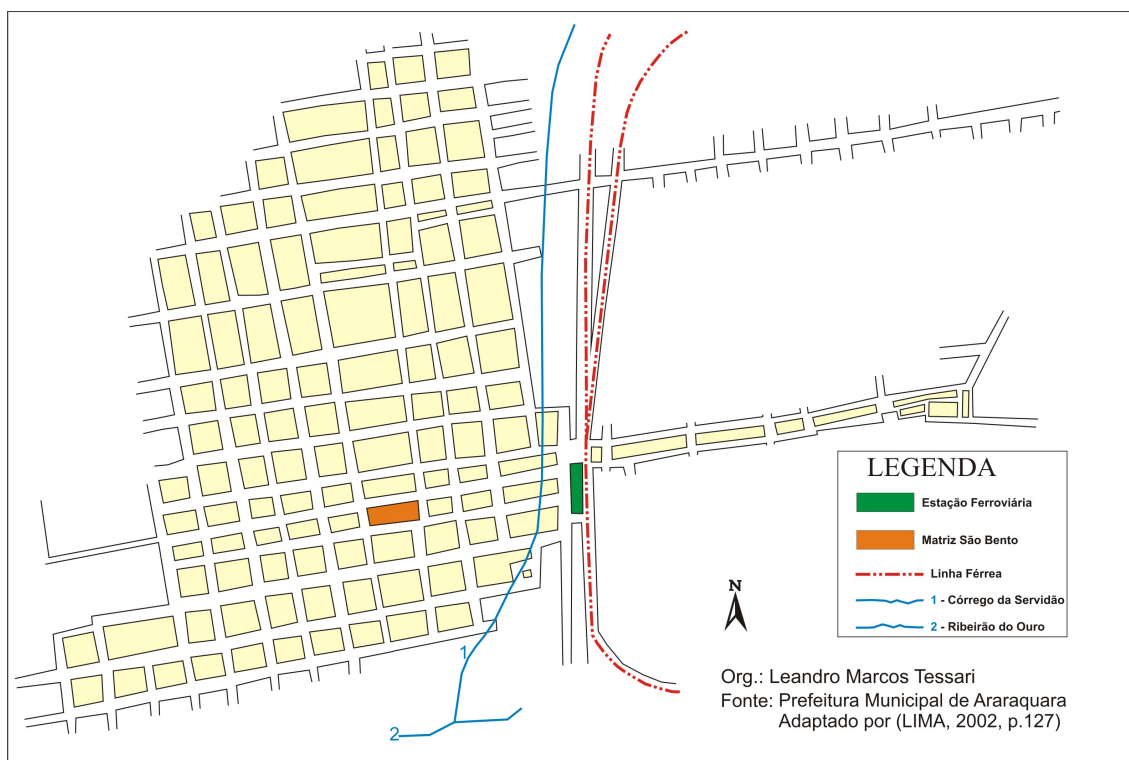 LEGENDA
Estação Ferroviária
Matriz São Bento
Linha Férrea
1 - Córrego da Servidão
2 - Ribeirão do Ouro
N
1
2
Org.: Leandro Marcos Tessari
Fonte: Prefeitura Municipal de Araraquara
Adaptado por (LIMA, 2002, p.127)